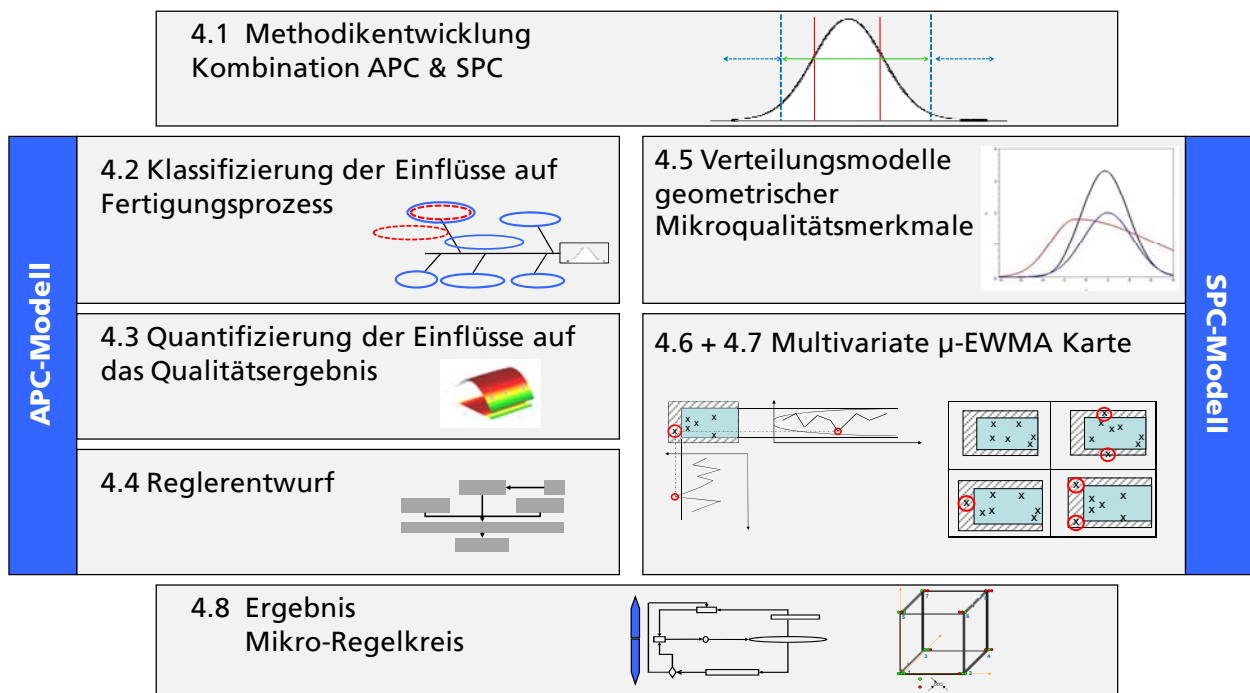 4.1 Methodikentwicklung
Kombination APC & SPC
APC-Modell
4.2 Klassifizierung der Einflüsse auf
Fertigungsprozess
4.3 Quantifizierung der Einflüsse auf
das Qualitätsergebnis
4.4 Reglerentwurf
4.5 Verteilungsmodelle
geometrischer
Mikroqualitätsmerkmale
4.6 + 4.7 Multivariate µ-EWMA Karte
SPC-Modell
4.8 Ergebnis
Mikro-Regelkreis